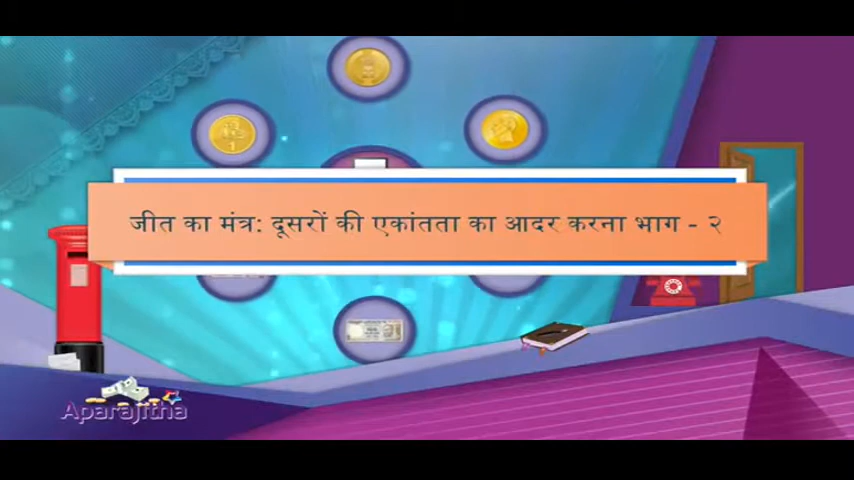 जीत का मंत्र: दूसरों की एकांतता का आदर करना भाग - २
Aparajitha